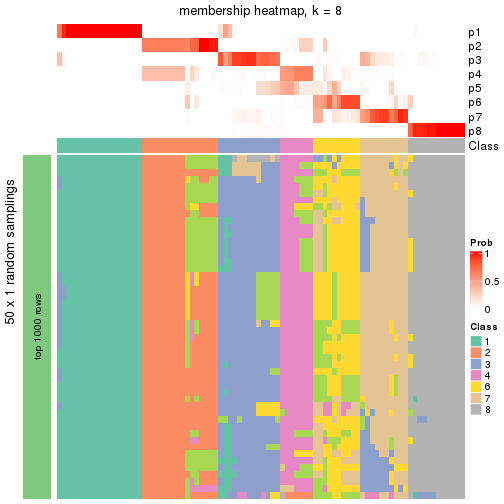 membership heatmap, k = 8
p1
p2
p3
p4
p5
p6
p7
p8
Class
50 x 1 random samplings
top 1000 rows
Prob
1
0.5
0
Class
1
2
3
4
6
7
8